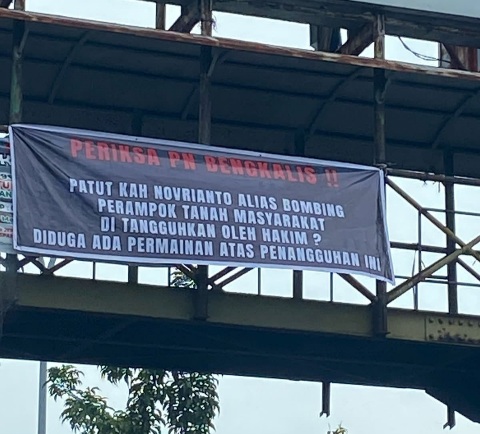 PERIKSA PN BENGKALIS !!
PATUT KAH NOVRIANTO ALIAS BOMBING
PERAMPOK TANAH MASYARAKAT
DI TANGGUHKAN OLEH HAKIM ?
DIDUGA ADA PERMAINAN ATAS PENANGGUHAN INI